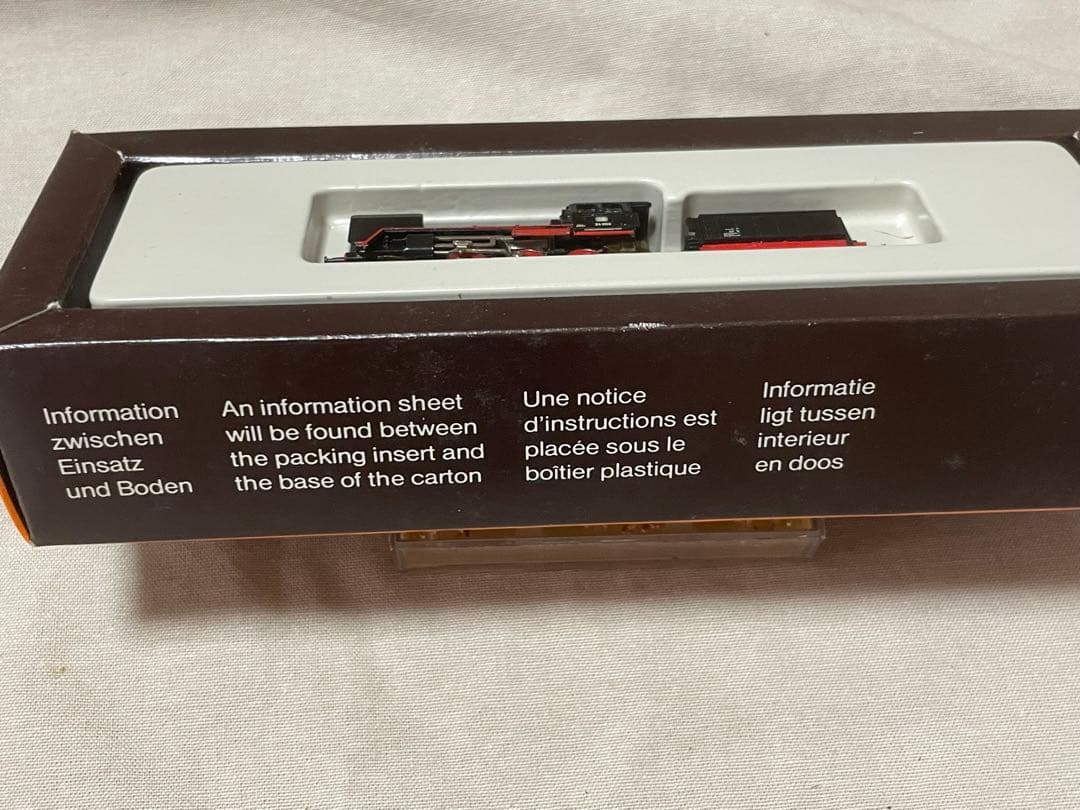 Information
zwischen
Einsatz
und Boden
An information sheet
will be found between
the packing insert and
the base of the carton
Une notice
d'instructions est
placée sous le
boîtier plastique
Informatie
ligt tussen
interieur
en doos